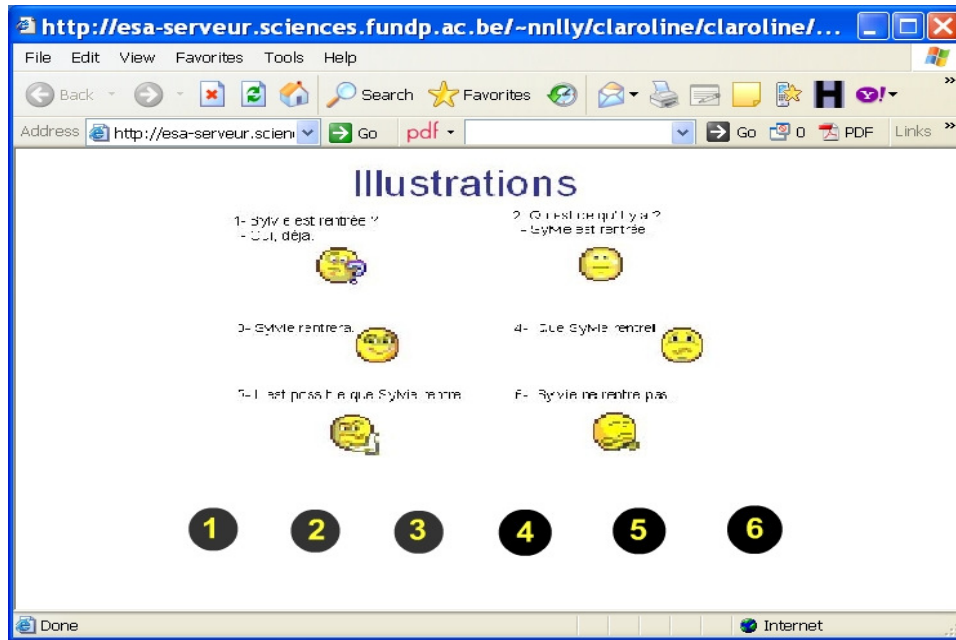 http://esa-serveur.sciences.fundp.ac.be/~nnlly/claroline/claroline/...
File Edit View Favorites Tools Help
Back Search Favorites
Address http://esa-serveur.scien Go pdf Go 0 PDF Links
Illustrations
1- Sylvie est rentrée ?
- Oui, déja.
2 Qu est ce qu'il y a ?
- Sylvie est rentrée
3- Sylvie rentrera.
4- Que Sylvie rentre!
5- Il est possible que Sylvie rentre
6- Sylvie ne rentre pas
1 2 3 4 5 6
Done Internet